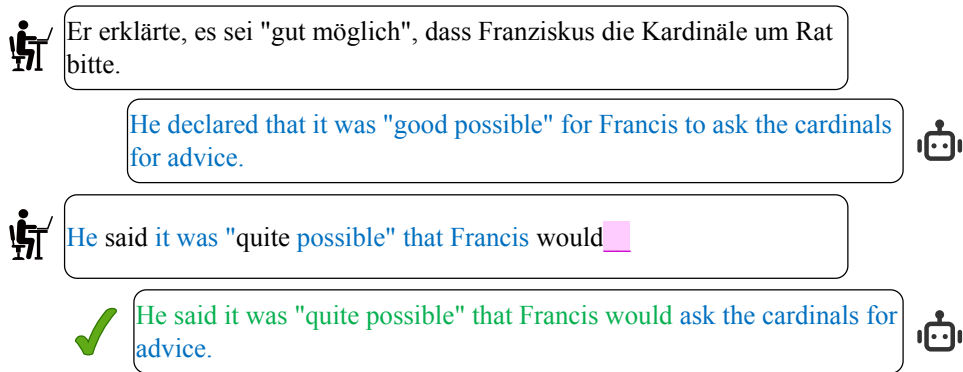 Er erklärte, es sei "gut möglich", dass Franziskus die Kardinäle um Rat
bitte.
He declared that it was "good possible" for Francis to ask the cardinals
for advice.
He said it was "quite possible" that Francis would__
He said it was "quite possible" that Francis would ask the cardinals for
advice.